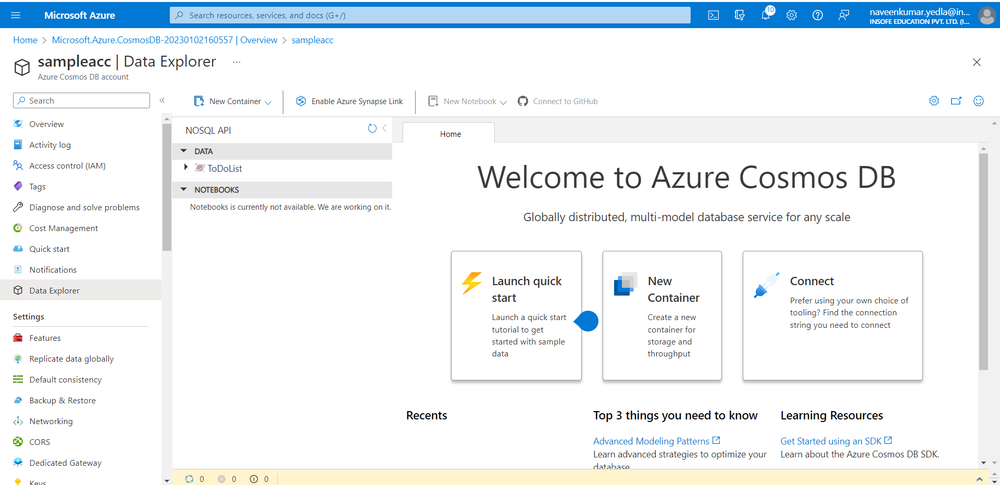 Microsoft Azure
Search resources, services, and docs (G+/)
10
naveenkumar.yedla@in...
INSOFE EDUCATION PVT. LTD. (I...
Home > Microsoft.Azure.CosmosDB-20230102160557 | Overview > sampleacc
sampleacc | Data Explorer ...
Azure Cosmos DB account
Search
«
Overview
Activity log
Access control (IAM)
Tags
Diagnose and solve problems
Cost Management
Quick start
Notifications
Data Explorer
Settings
Features
Replicate data globally
Default consistency
Backup & Restore
Networking
CORS
Dedicated Gateway
Keys
New Container
Enable Azure Synapse Link
New Notebook
Connect to GitHub
NOSQL API
DATA
ToDoList
NOTEBOOKS
Notebooks is currently not available. We are working on it.
Home
Welcome to Azure Cosmos DB
Globally distributed, multi-model database service for any scale
Launch quick
start
Launch a quick start
tutorial to get
started with sample
data
New
Container
Create a new
container for
storage and
throughput
Connect
Prefer using your own choice of
tooling? Find the connection
string you need to connect
Recents
Top 3 things you need to know
Advanced Modeling Patterns
Learn advanced strategies to optimize your
database
Learning Resources
Get Started using an SDK
Learn about the Azure Cosmos DB SDK.
0 0 0